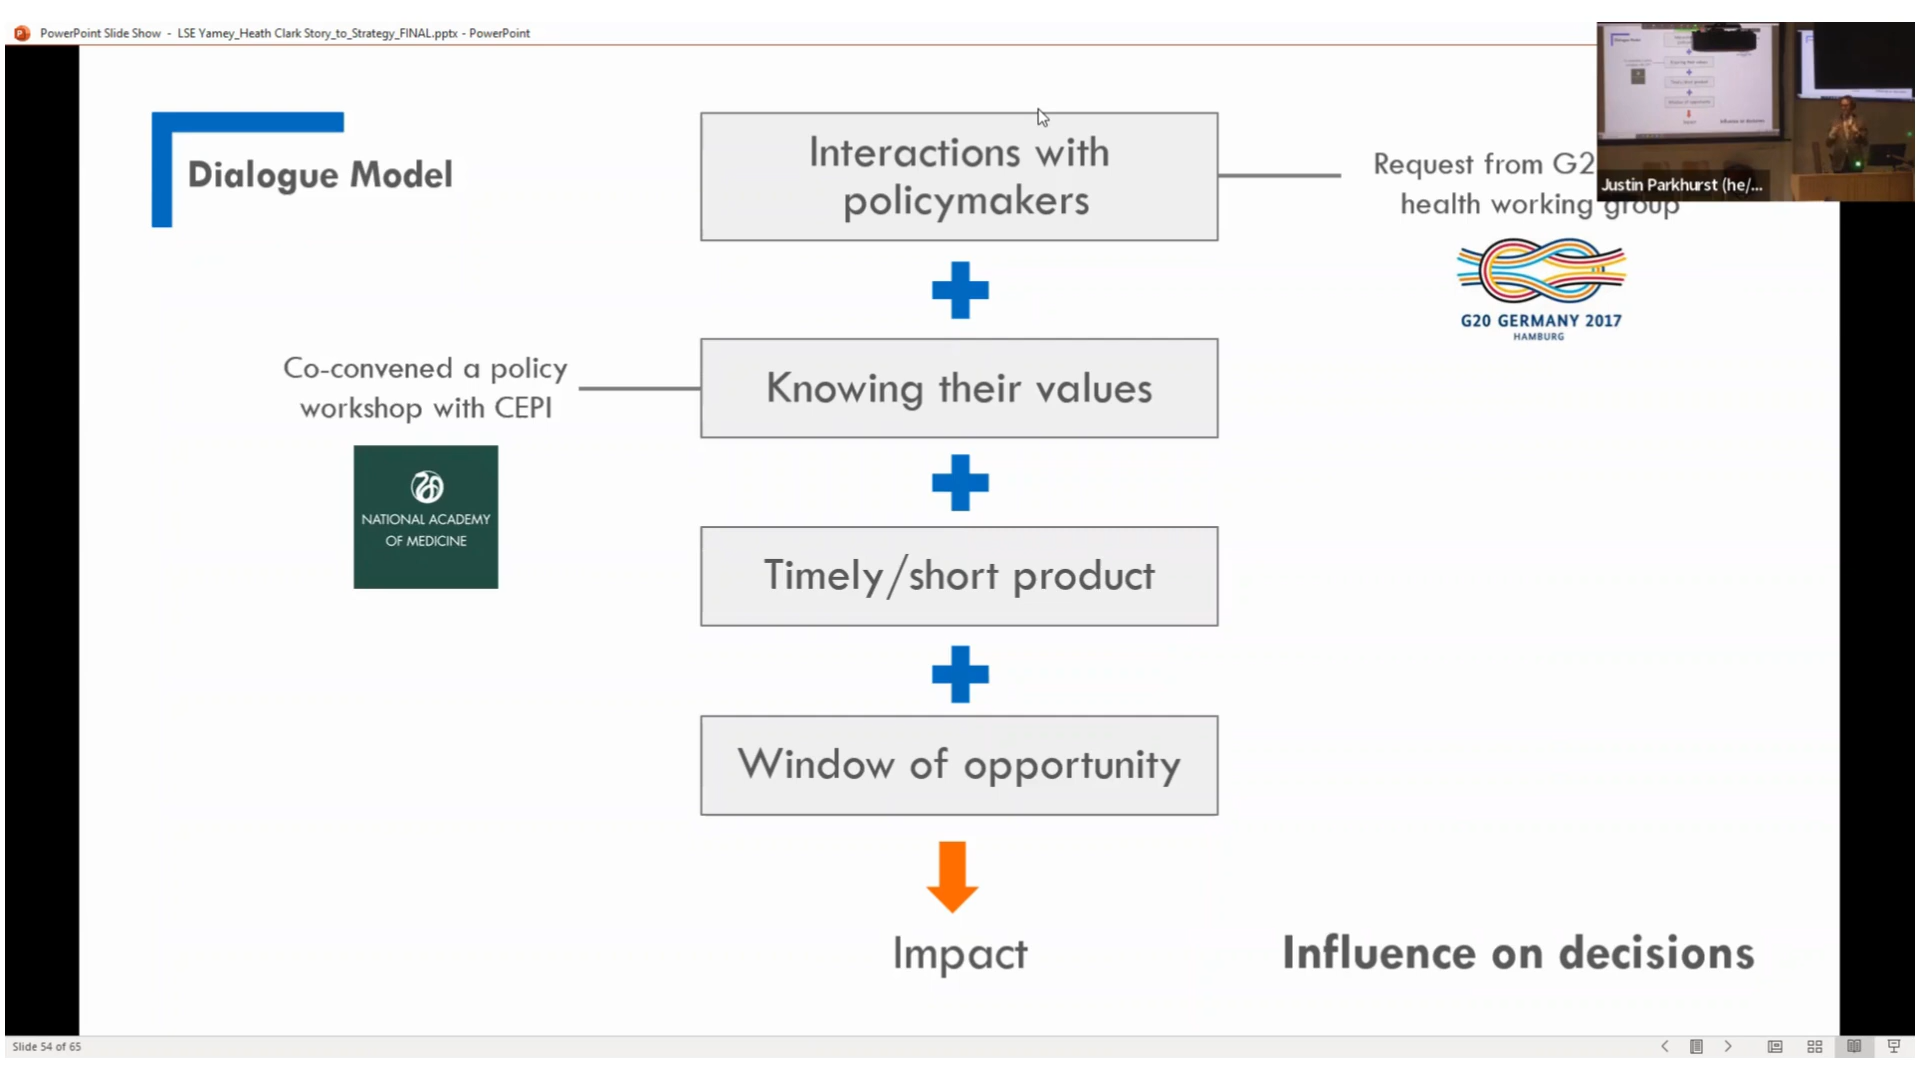 PowerPoint Slide Show - LSE Yamey_Heath Clark Story_to_Strategy_FINAL.pptx - PowerPoint
Dialogue Model
Interactions with
policymakers
Request from G2
health working group
Justin Parkhurst (he/...
G20 GERMANY 2017
HAMBURG
Co-convened a policy
workshop with CEPI
NATIONAL ACADEMY
OF MEDICINE
Knowing their values
Timely/short product
Window of opportunity
Impact
Influence on decisions
Slide 54 of 65